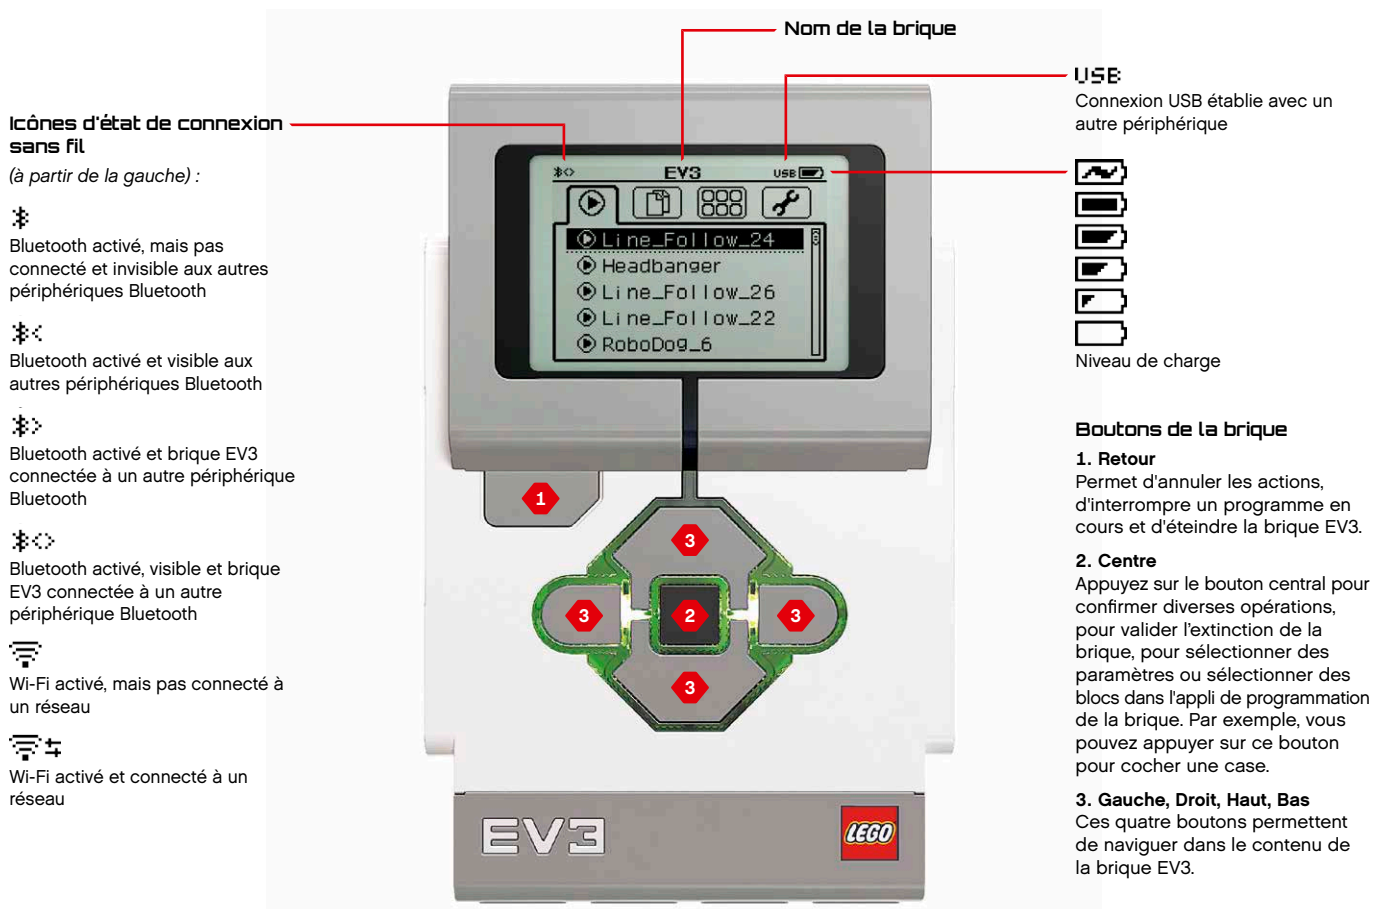 Nom de la brique
Icônes d'état de connexion
sans fil
(à partir de la gauche) :
Bluetooth activé, mais pas
connecté et invisible aux autres
périphériques Bluetooth
Bluetooth activé et visible aux
autres périphériques Bluetooth
Bluetooth activé et brique EV3
connectée à un autre périphérique
Bluetooth
Bluetooth activé, visible et brique
EV3 connectée à un autre
périphérique Bluetooth
Wi-Fi activé, mais pas connecté à
un réseau
Wi-Fi activé et connecté à un
réseau
EV3 USB
Line_Follow_24
Headbanger
Line_Follow_26
Line_Follow_22
RoboDog_6
1
3
3
2
3
3
EV3
LEGO
USB
Connexion USB établie avec un
autre périphérique
Niveau de charge
Boutons de la brique
1. Retour
Permet d'annuler les actions,
d'interrompre un programme en
cours et d'éteindre la brique EV3.
2. Centre
Appuyez sur le bouton central pour
confirmer diverses opérations,
pour valider l'extinction de la
brique, pour sélectionner des
paramètres ou sélectionner des
blocs dans l'appli de programmation
de la brique. Par exemple, vous
pouvez appuyer sur ce bouton
pour cocher une case.
3. Gauche, Droit, Haut, Bas
Ces quatre boutons permettent
de naviguer dans le contenu de
la brique EV3.